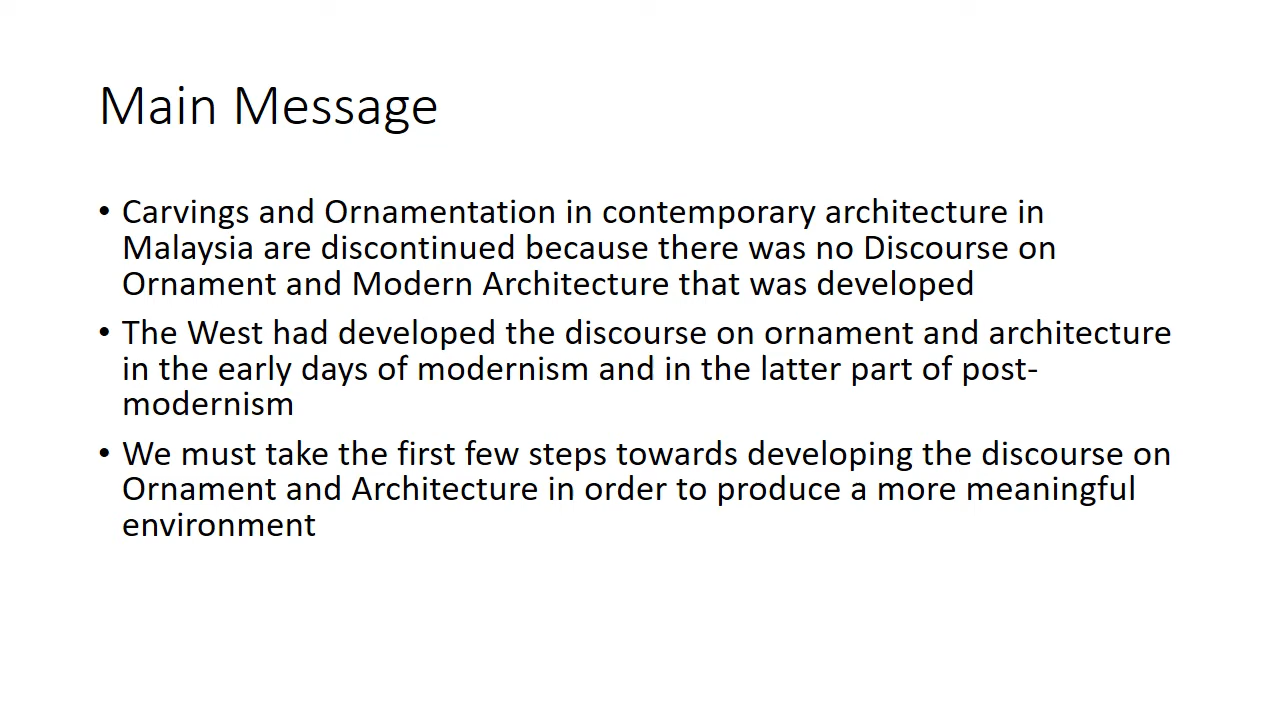 Main Message
• Carvings and Ornamentation in contemporary architecture in
Malaysia are discontinued because there was no Discourse on
Ornament and Modern Architecture that was developed
• The West had developed the discourse on ornament and architecture
in the early days of modernism and in the latter part of post-
modernism
• We must take the first few steps towards developing the discourse on
Ornament and Architecture in order to produce a more meaningful
environment